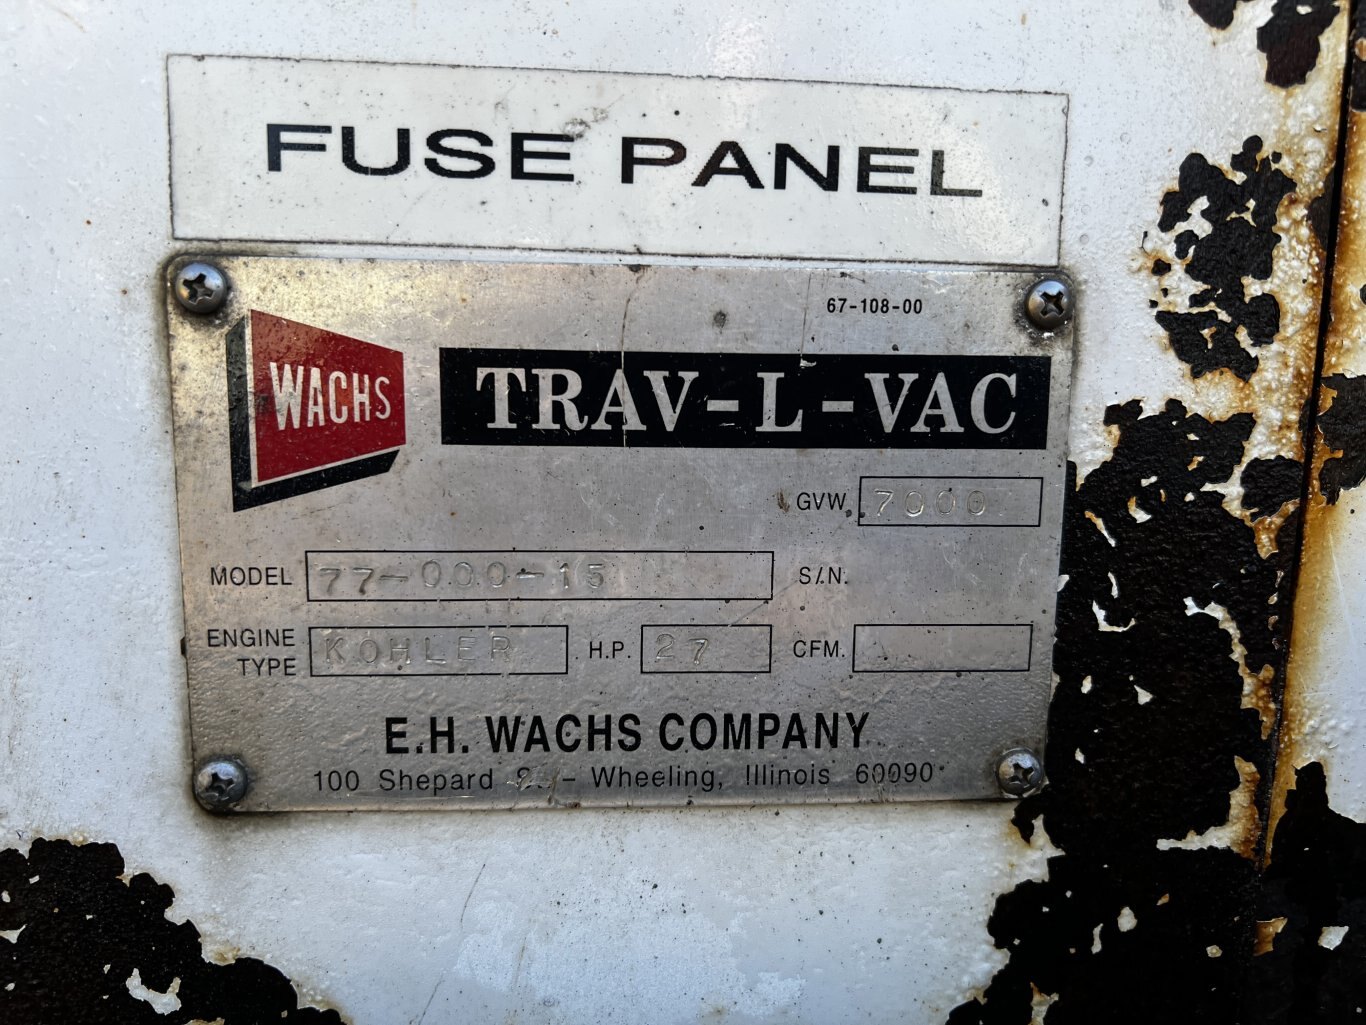 FUSE PANEL
67-108-00
WACHS
TRAV-L-VAC
GVW. 7000
MODEL 77-000-15 S/N.
ENGINE TYPE KOHLER H.P. 27 CFM.
E.H. WACHS COMPANY
100 Shepard – Wheeling, Illinois 60090